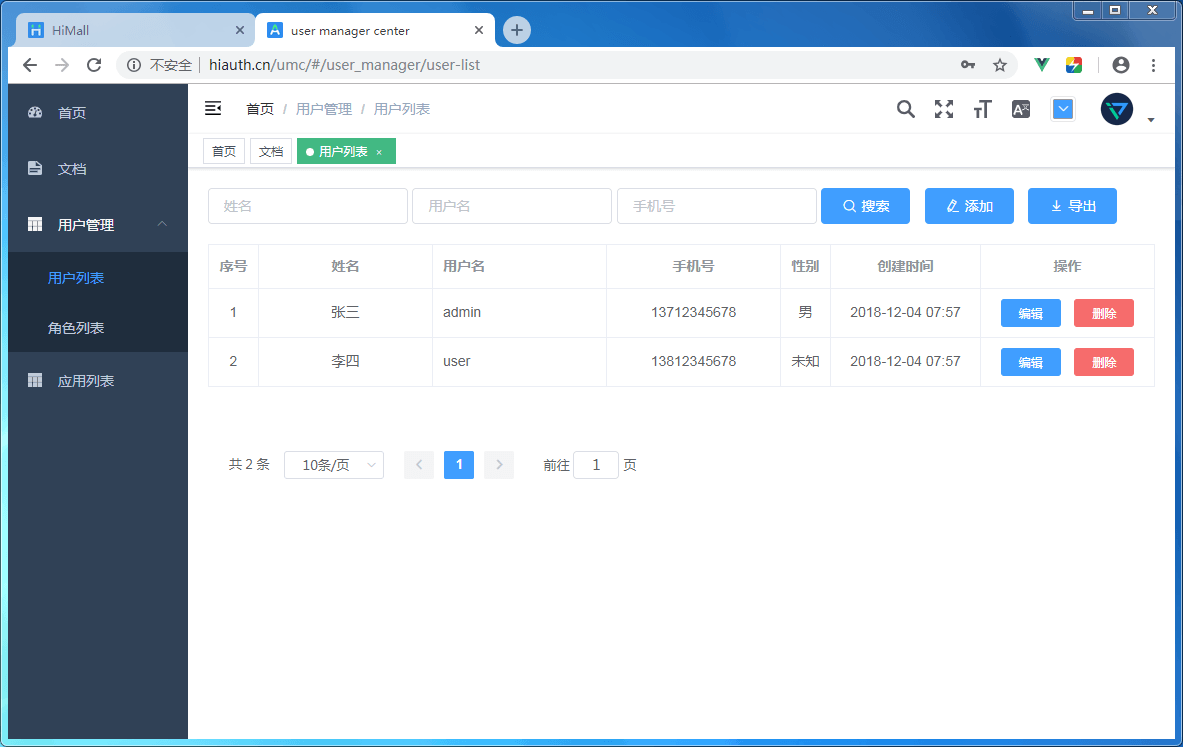 HiMall
user manager center
不安全 hiauth.cn/umc/#/user_manager/user-list
首页
文档
用户管理
用户列表
角色列表
应用列表
首页 / 用户管理 / 用户列表
首页 文档 用户列表 ×
姓名 用户名 手机号 搜索 添加 导出
序号 姓名 用户名 手机号 性别 创建时间 操作
1 张三 admin 13712345678 男 2018-12-04 07:57 编辑 删除
2 李四 user 13812345678 未知 2018-12-04 07:57 编辑 删除
共 2 条 10条/页 1 前往 1 页